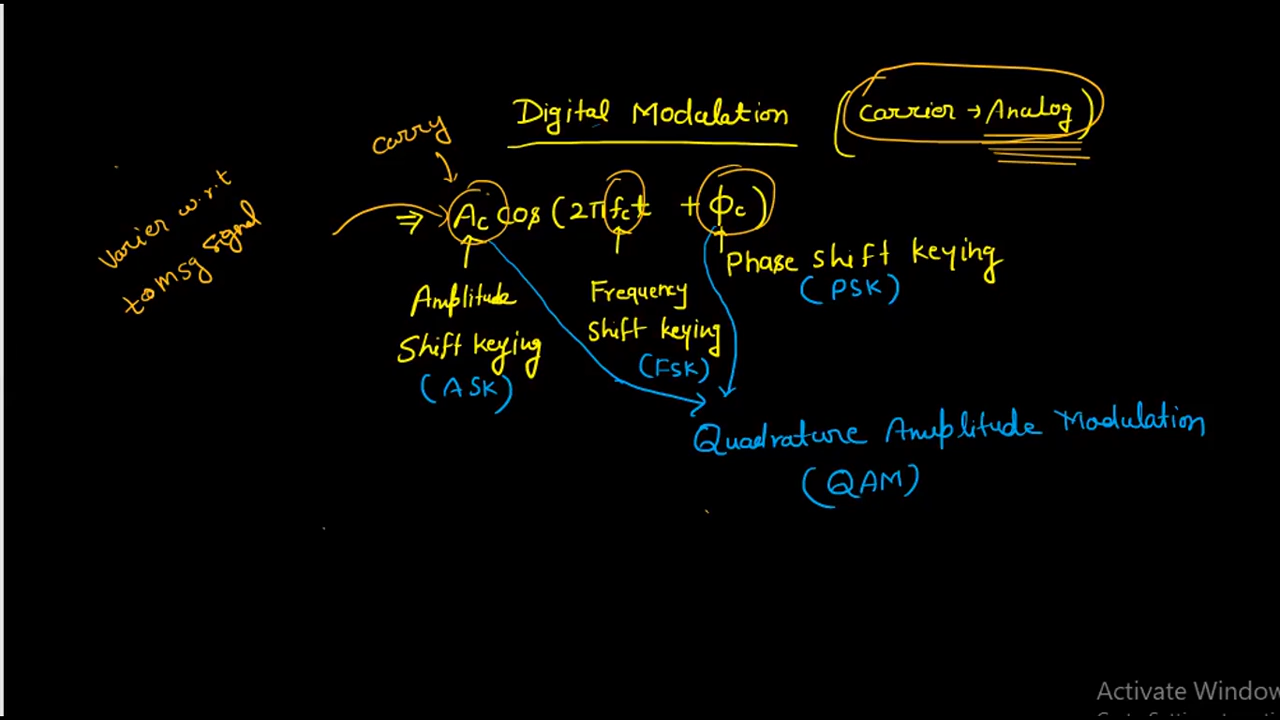 Digital Modulation (Carrier → Analog)
carry
⇒ Ac cos (2πfct + ϕc)
Varier w.r.t
to msg signal
Phase shift keying
(PSK)
Amplitude
Shift keying
(ASK)
Frequency
Shift keying
(FSK)
Quadrature Amplitude Modulation
(QAM)
Activate Window